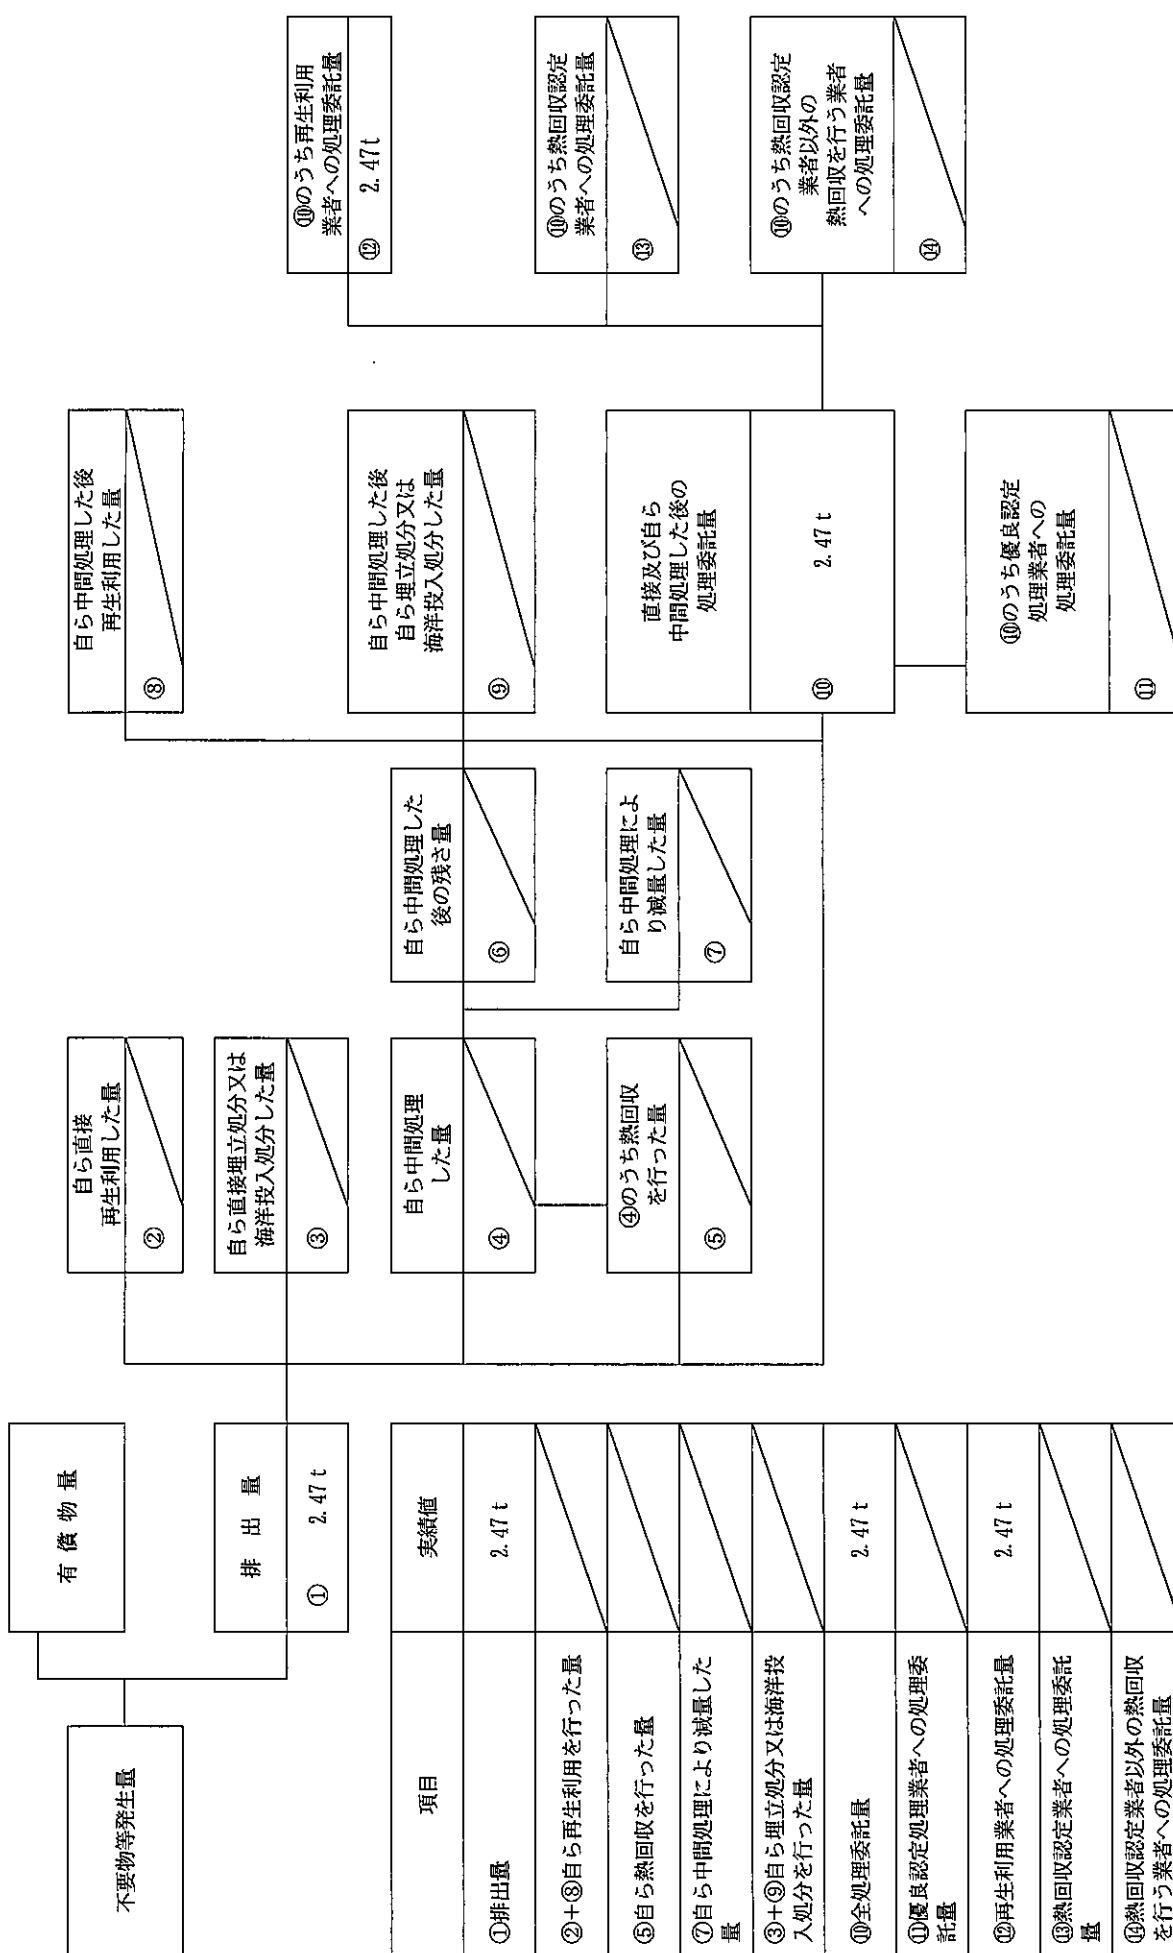 不要物等発生量
有償物量
排出量
① 2.47t
自ら直接
再生利用した量
②
自ら直接埋立処分又は
海洋投入処分した量
③
自ら中間処理
した量
④
④のうち熱回収
を行った量
⑤
自ら中間処理した
後の残さ量
⑥
自ら中間処理によ
り減量した量
⑦
自ら中間処理した後
再生利用した量
⑧
自ら中間処理した後
自ら埋立処分又は
海洋投入処分した量
⑨
直接及び自ら
中間処理した後の
処理委託量
⑩ 2.47t
⑩のうち優良認定
処理業者への
処理委託量
⑪
⑩のうち再生利用
業者への処理委託量
⑫ 2.47t
⑩のうち熱回収認定
業者への処理委託量
⑬
⑩のうち熱回収認定
業者以外の
熱回収を行う業者
への処理委託量
⑭
項目 実績値
①排出量 2.47t
②+⑧自ら再生利用を行った量
⑤自ら熱回収を行った量
⑦自ら中間処理により減量した
量
③+⑨自ら埋立処分又は海洋投
入処分を行った量
⑩全処理委託量 2.47t
⑪優良認定処理業者への処理委
託量
⑫再生利用業者への処理委託量 2.47t
⑬熱回収認定業者への処理委託
量
⑭熱回収認定業者以外の熱回収
を行う業者への処理委託量